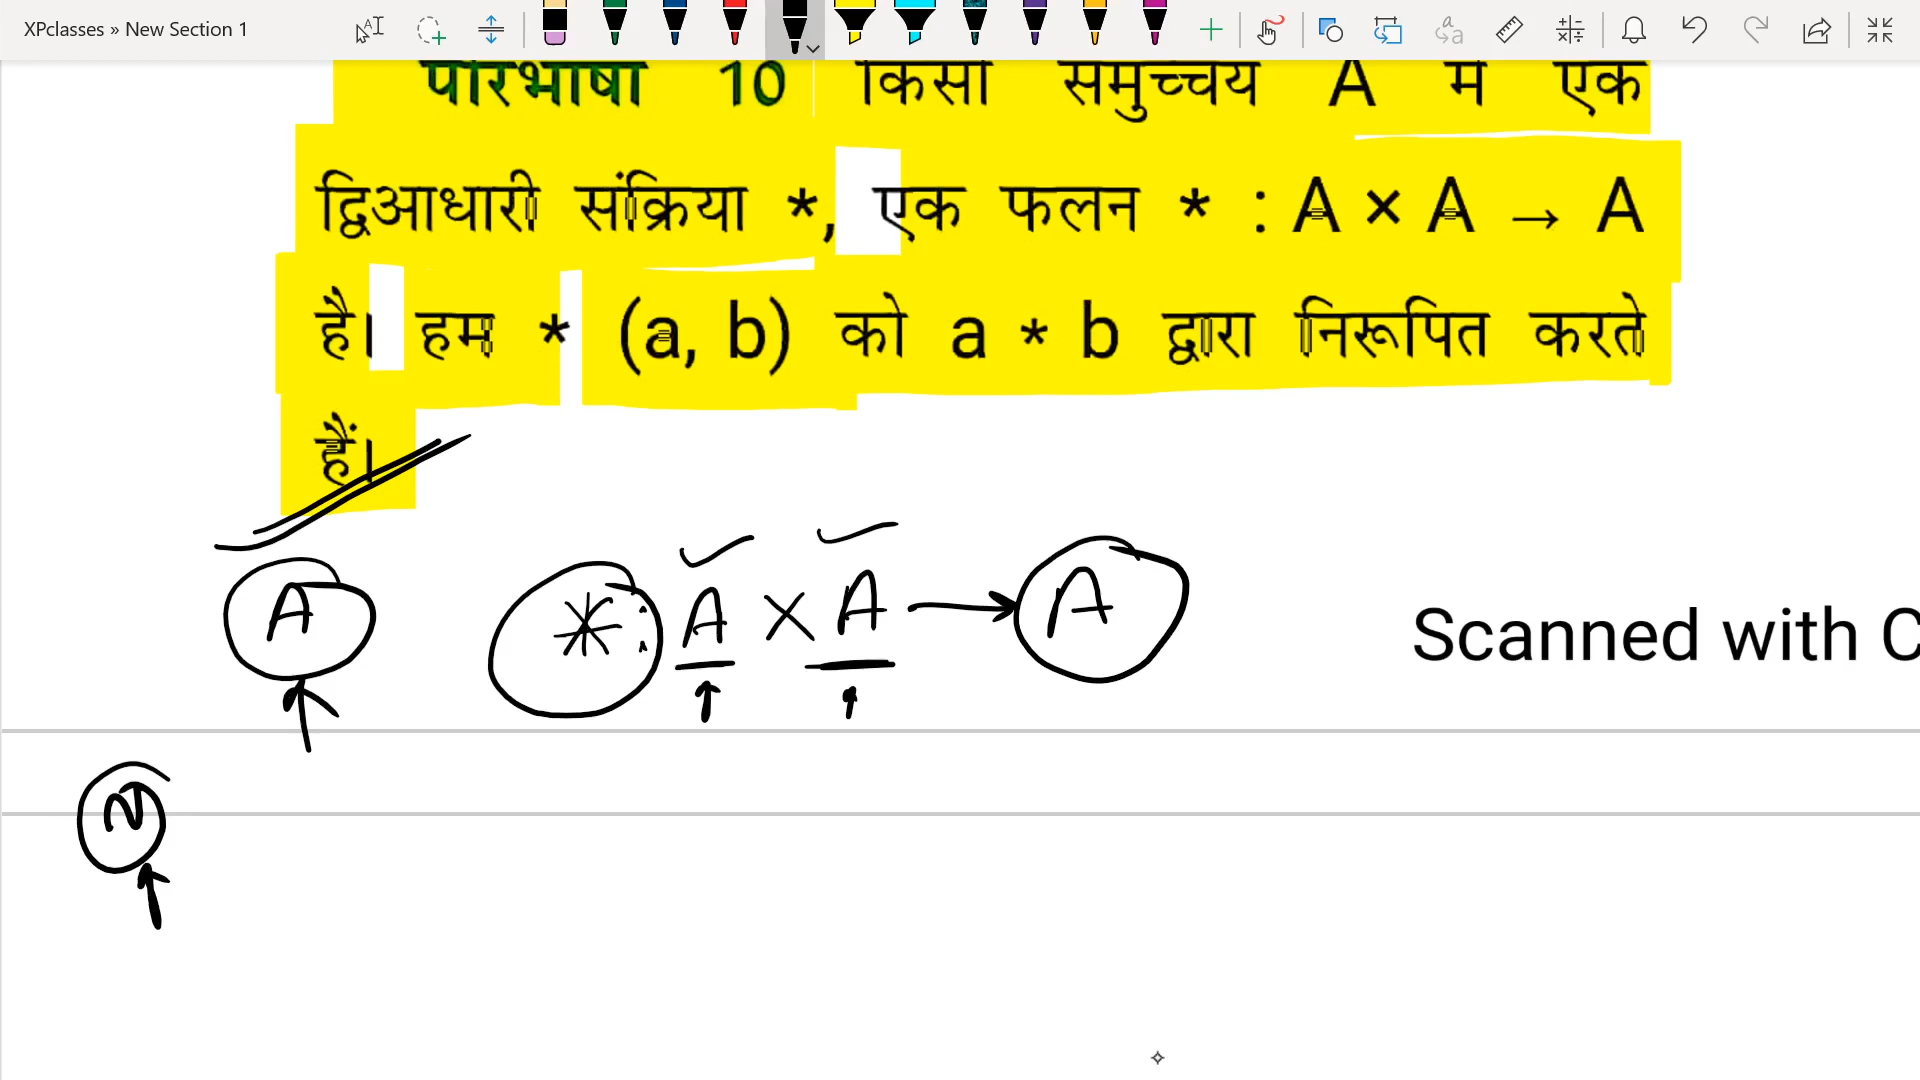 XPclasses » New Section 1
परिभाषा 10 किसी समुच्चय A में एक
द्विआधारी संक्रिया *, एक फलन * : A × A → A
है। हम * (a, b) को a * b द्वारा निरूपित करते
हैं।
A * : A × A → A
Scanned with C
N